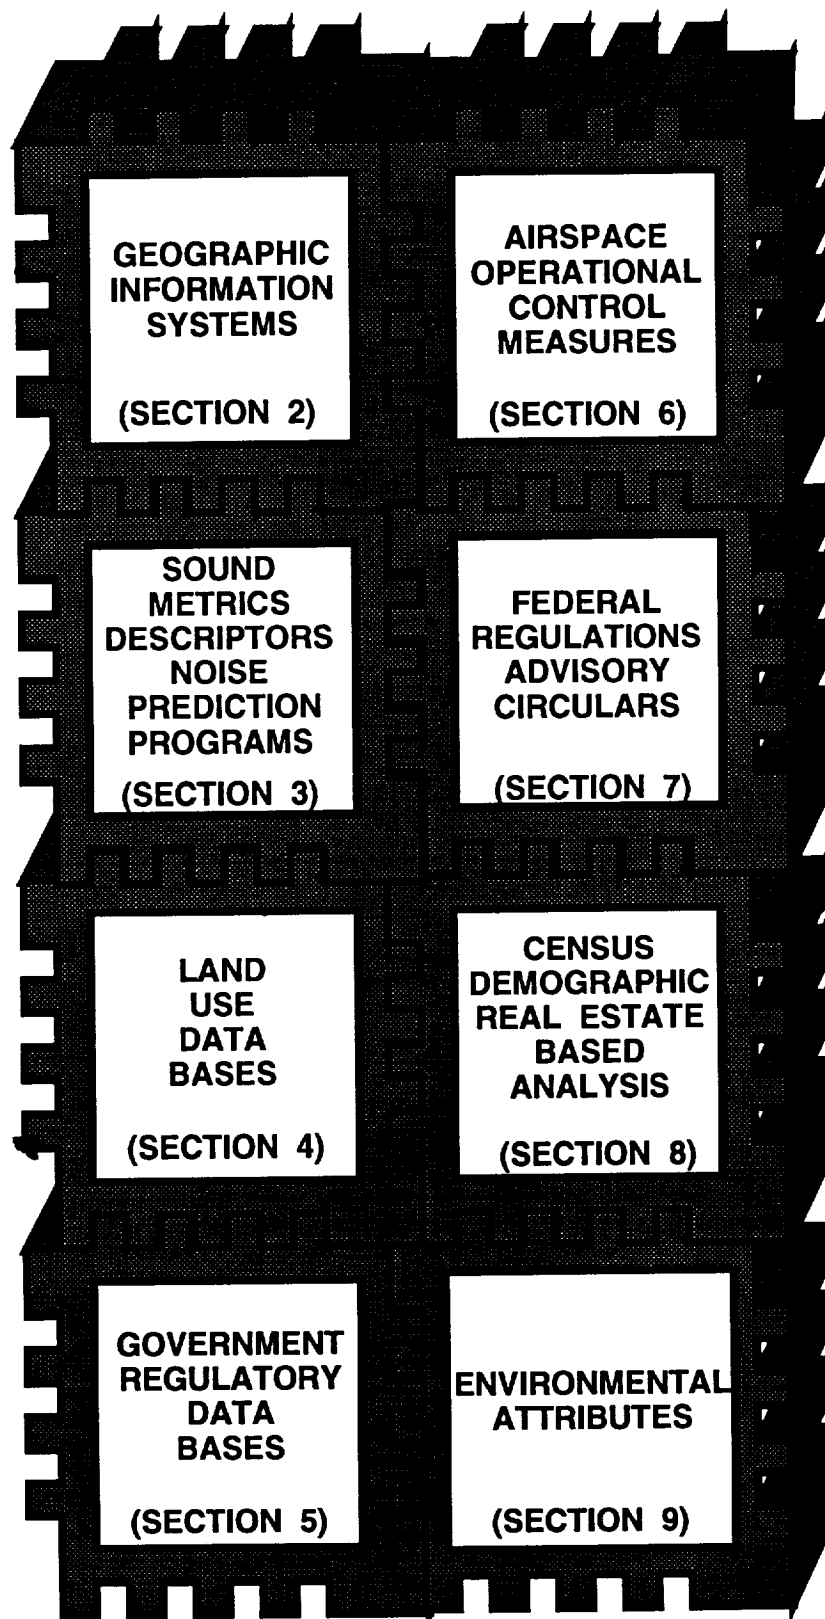 GEOGRAPHIC
INFORMATION
SYSTEMS
(SECTION 2)
SOUND
METRICS
DESCRIPTORS
NOISE
PREDICTION
PROGRAMS
(SECTION 3)
LAND
USE
DATA
BASES
(SECTION 4)
GOVERNMENT
REGULATORY
DATA
BASES
(SECTION 5)
AIRSPACE
OPERATIONAL
CONTROL
MEASURES
(SECTION 6)
FEDERAL
REGULATIONS
ADVISORY
CIRCULARS
(SECTION 7)
CENSUS
DEMOGRAPHIC
REAL ESTATE
BASED
ANALYSIS
(SECTION 8)
ENVIRONMENTAL
ATTRIBUTES
(SECTION 9)